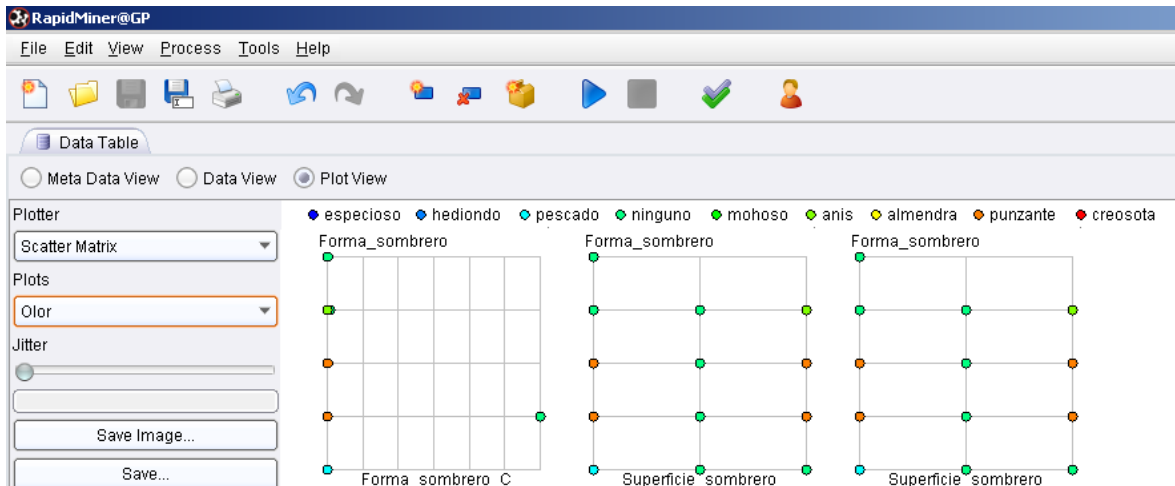 RapidMiner@GP
File Edit View Process Tools Help
Data Table
Meta Data View Data View Plot View
Plotter
Scatter Matrix
Plots
Olor
Jitter
Save Image...
Save...
especioso hediondo pescado ninguno mohoso anis almendra punzante creosota
Forma_sombrero Forma_sombrero Forma_sombrero
Forma_sombrero_C Superficie_sombrero Superficie_sombrero